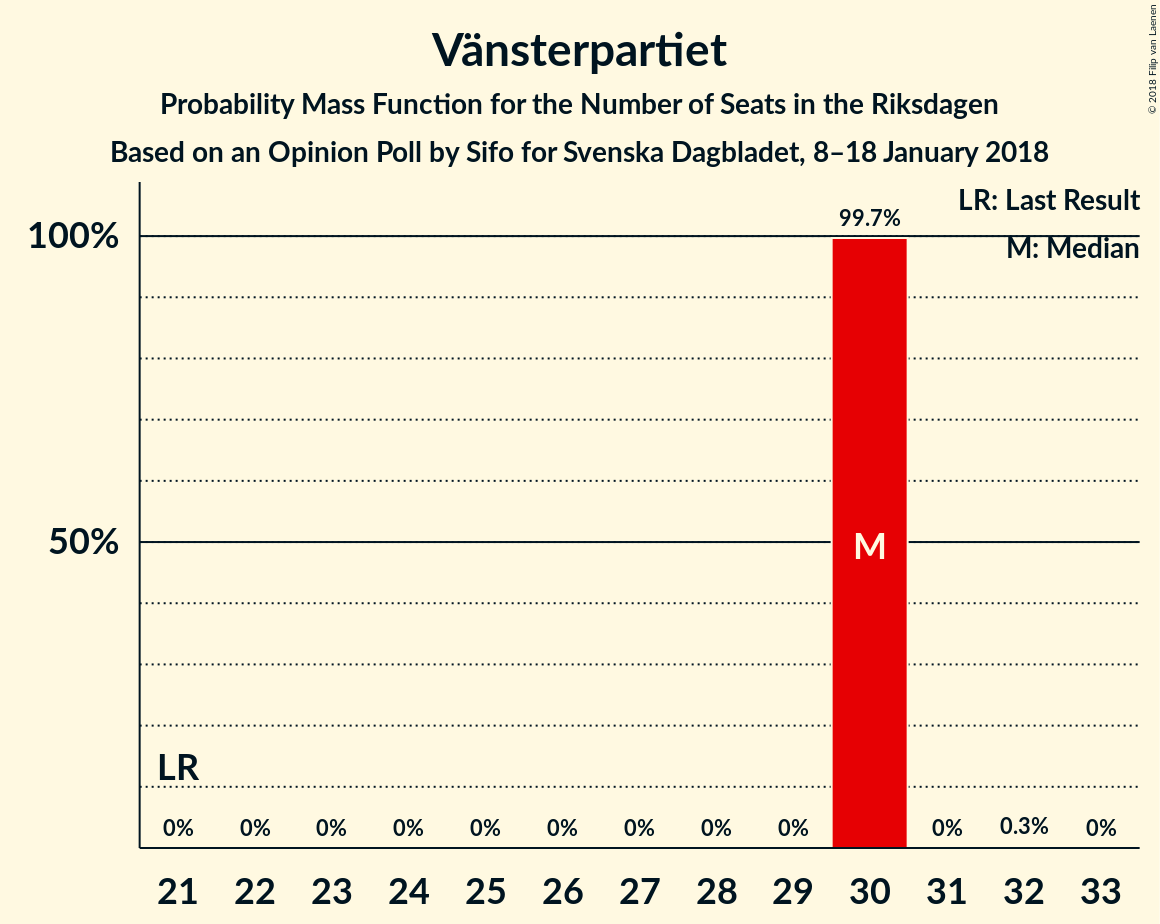 Vänsterpartiet
Probability Mass Function for the Number of Seats in the Riksdagen
Based on an Opinion Poll by Sifo for Svenska Dagbladet, 8–18 January 2018
© 2018 Filip van Laenen
LR: Last Result
M: Median
99.7%
100%
50%
M
LR
0% 0% 0% 0% 0% 0% 0% 0% 0% 0% 0.3% 0%
21 22 23 24 25 26 27 28 29 30 31 32 33